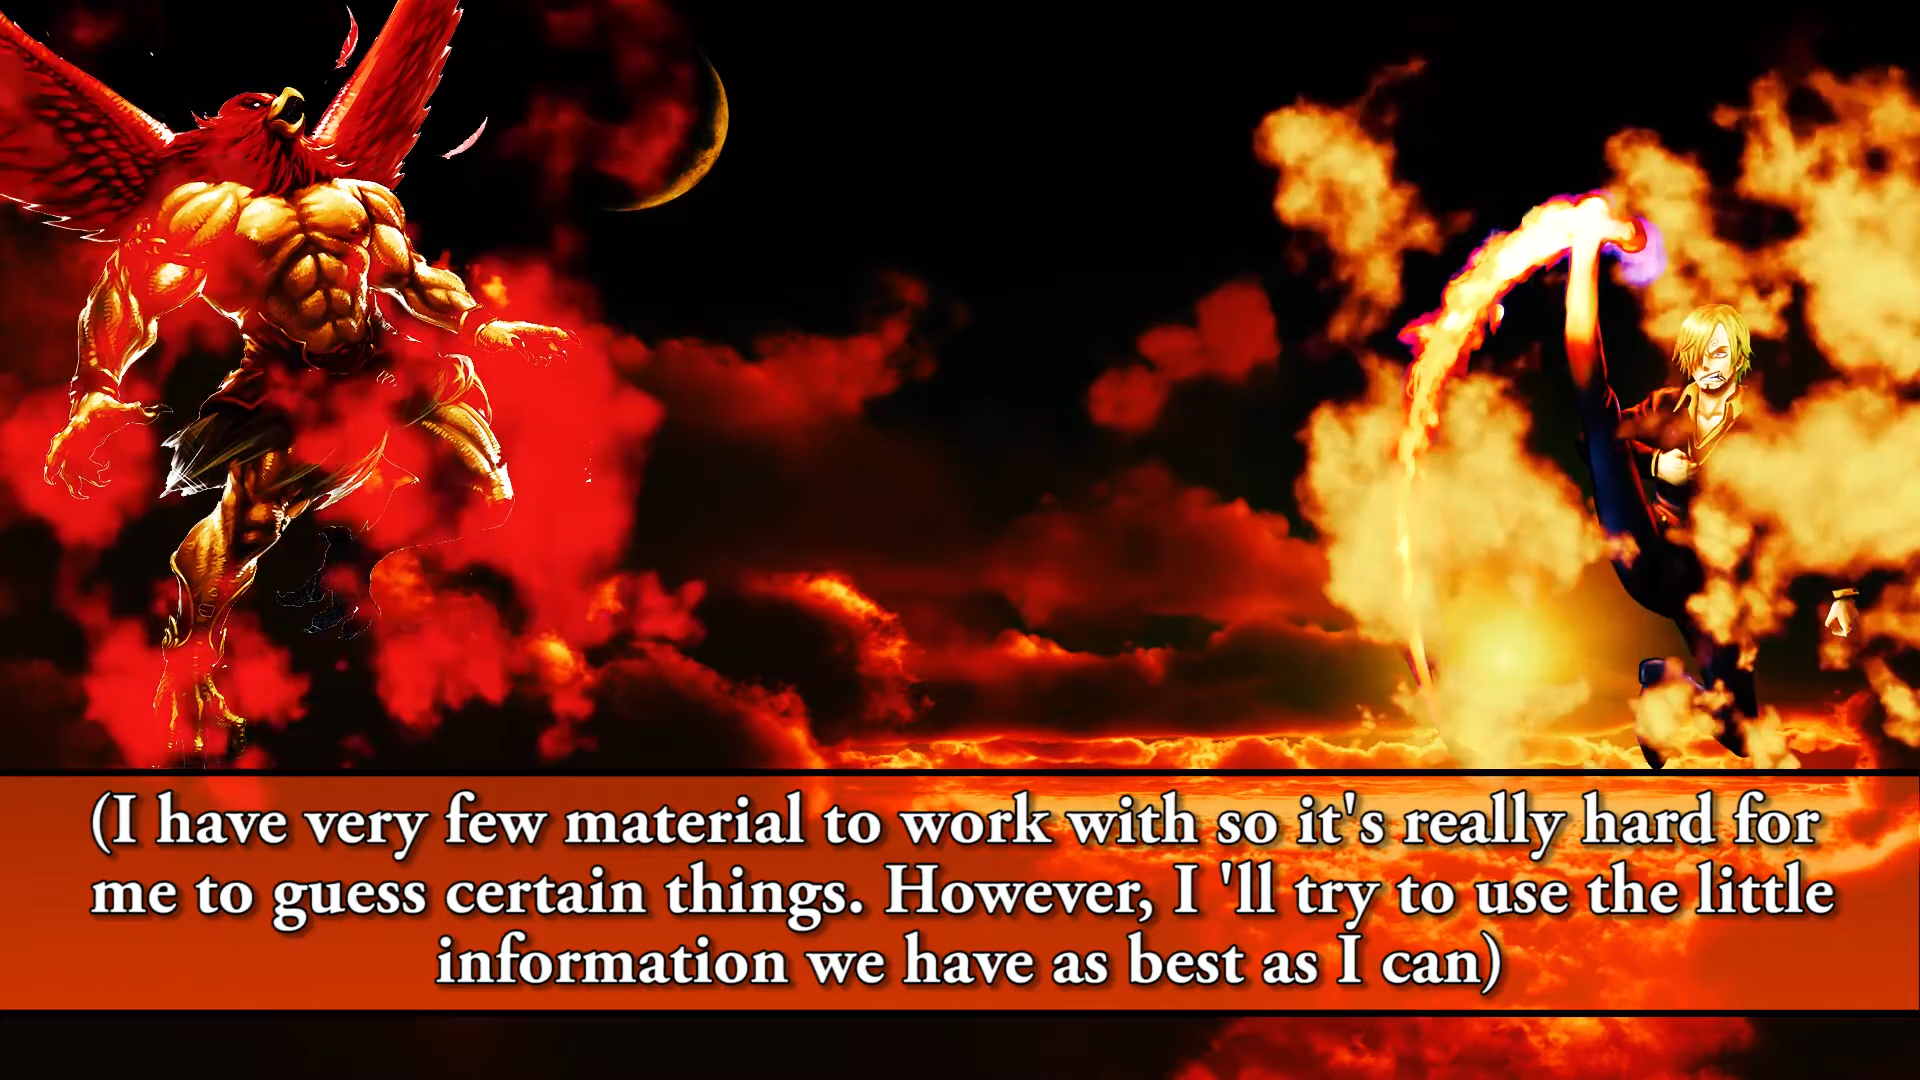 (I have very few material to work with so it's really hard for
me to guess certain things. However, I 'll try to use the little
information we have as best as I can)